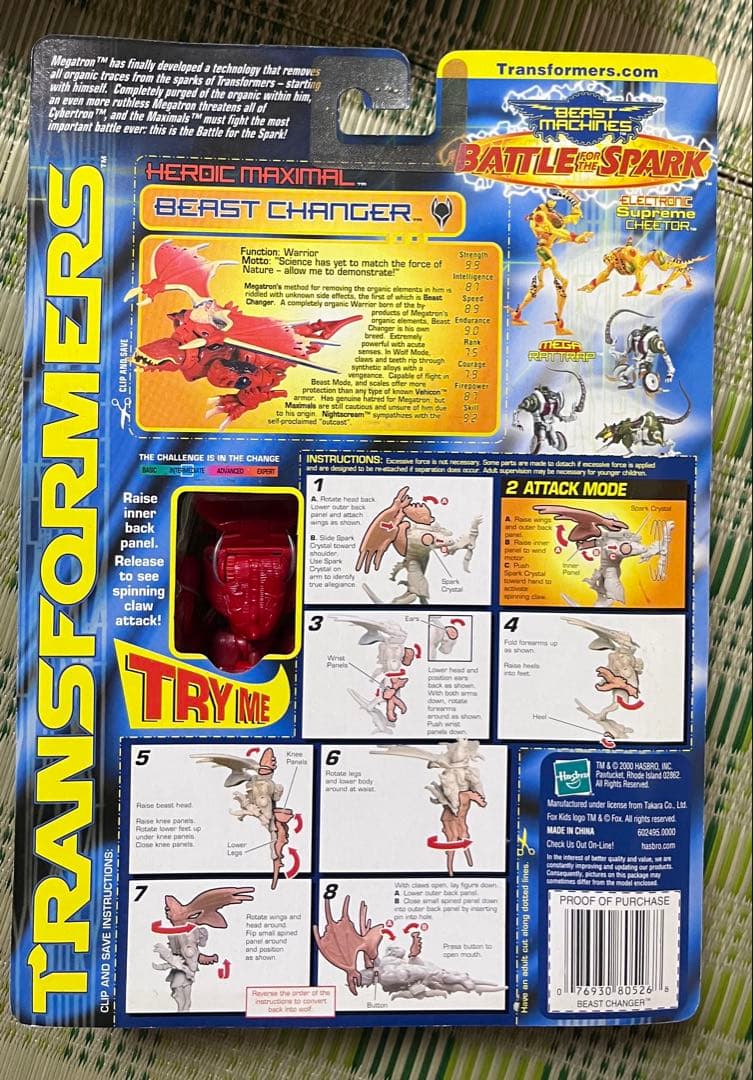 Megatron™ has finally developed a technology that removes
all organic traces from the sparks of Transformers – starting
with himself. Completely purged of the organic within him,
an even more ruthless Megatron threatens all of
Cybertron™, and the Maximals™ must fight the most
important battle ever: this is the Battle for the Spark!
Transformers.com
BEAST
MACHINES
BATTLE FOR THE SPARK™
TRANSFORMERS™
HEROIC MAXIMAL™
BEAST CHANGER™
Function: Warrior
Motto: "Science has yet to match the force of
Nature – allow me to demonstrate!"
Megatron's method for removing the organic elements in him is
riddled with unknown side effects, the first of which is Beast
Changer. A completely organic Warrior born of the by
products of Megatron's
organic elements, Beast
Changer is his own
breed. Extremely
powerful with acute
senses. In Wolf Mode,
claws and teeth rip through
synthetic alloys with a
vengeance. Capable of flight in
Beast Mode, and scales offer more
protection than any type of known Vehicon™
armor. Has genuine hatred for Megatron, but
Maximals are still cautious and unsure of him due
to his origin. Nightscream™ sympathizes with the
self-proclaimed "outcast".
Strength
9.9
Intelligence
8.7
Speed
8.9
Endurance
9.0
Rank
7.5
Courage
7.9
Firepower
8.7
Skill
9.2
ELECTRONIC
Supreme
CHEETOR™
MEGA
RATTRAP
CLIP AND SAVE
THE CHALLENGE IS IN THE CHANGE
BASIC INTERMEDIATE ADVANCED EXPERT
Raise
inner
back
panel.
Release
to see
spinning
claw
attack!
TRY ME
INSTRUCTIONS: Excessive force is not necessary. Some parts are made to detach if excessive force is applied
and are designed to be re-attached if separation does occur. Adult supervision may be necessary for younger children.
1
A. Rotate head back.
Lower outer back
panel and attach
wings as shown.
B. Slide Spark
Crystal toward
shoulder.
Use Spark
Crystal on
arm to identify
true allegiance.
A
B
Spark
Crystal
2 ATTACK MODE
A. Raise wings
and outer back
panel.
B. Raise inner
panel to wind
motor.
C. Push
Spark Crystal
toward hand to
activate
spinning claw.
Spark Crystal
A
B
C
Inner
Panel
3
Ears
Wrist
Panels
Lower head and
position ears
back as shown.
With both arms
down, rotate
forearms
around as shown.
Push wrist
panels down.
4
Fold forearms up
as shown.
Raise heels
into feet.
Heel
5
Knee
Panels
Raise beast head.
Raise knee panels.
Rotate lower feet up
under knee panels.
Close knee panels.
Lower
Legs
6
Rotate legs
and lower body
around at waist.
7
Rotate wings and
head around.
Flip small spined
panel around
and position
as shown.
8
With claws open, lay figure down.
A. Lower outer back panel.
B. Close small spined panel down
into outer back panel by inserting
pin into hole.
A
B
Press button to
open mouth.
Button
Reverse the order of the
instructions to convert
back into wolf.
CLIP AND SAVE INSTRUCTIONS:
Have an adult cut along dotted lines.
Hasbro
TM & © 2000 HASBRO, INC.
Pawtucket, Rhode Island 02862.
All Rights Reserved.
Manufactured under license from Takara Co., Ltd.
Fox Kids logo TM & © Fox. All rights reserved.
MADE IN CHINA 602495.0000
Check Us Out On-Line! hasbro.com
In the interest of better quality and value, we are
constantly improving and updating our products.
Consequently, pictures on this package may
sometimes differ from the model enclosed.
PROOF OF PURCHASE
0 76930 80526 8
BEAST CHANGER™